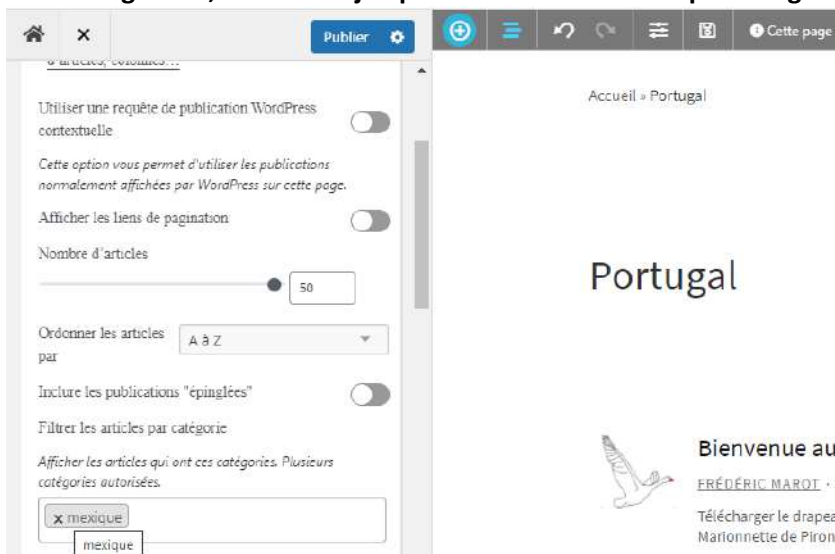 Publier
Cette page
d'articles, colonnes...
Utiliser une requête de publication WordPress
contextuelle
Cette option vous permet d'utiliser les publications
normalement affichées par WordPress sur cette page.
Afficher les liens de pagination
Nombre d'articles
50
Ordonner les articles
par
A à Z
Inclure les publications "épinglées"
Filtrer les articles par catégorie
Afficher les articles qui ont ces catégories. Plusieurs
catégories autorisées.
x mexique
mexique
Accueil » Portugal
Portugal
Bienvenue au
FRÉDÉRIC MAROT
Télécharger le drapea
Marionnette de Piron